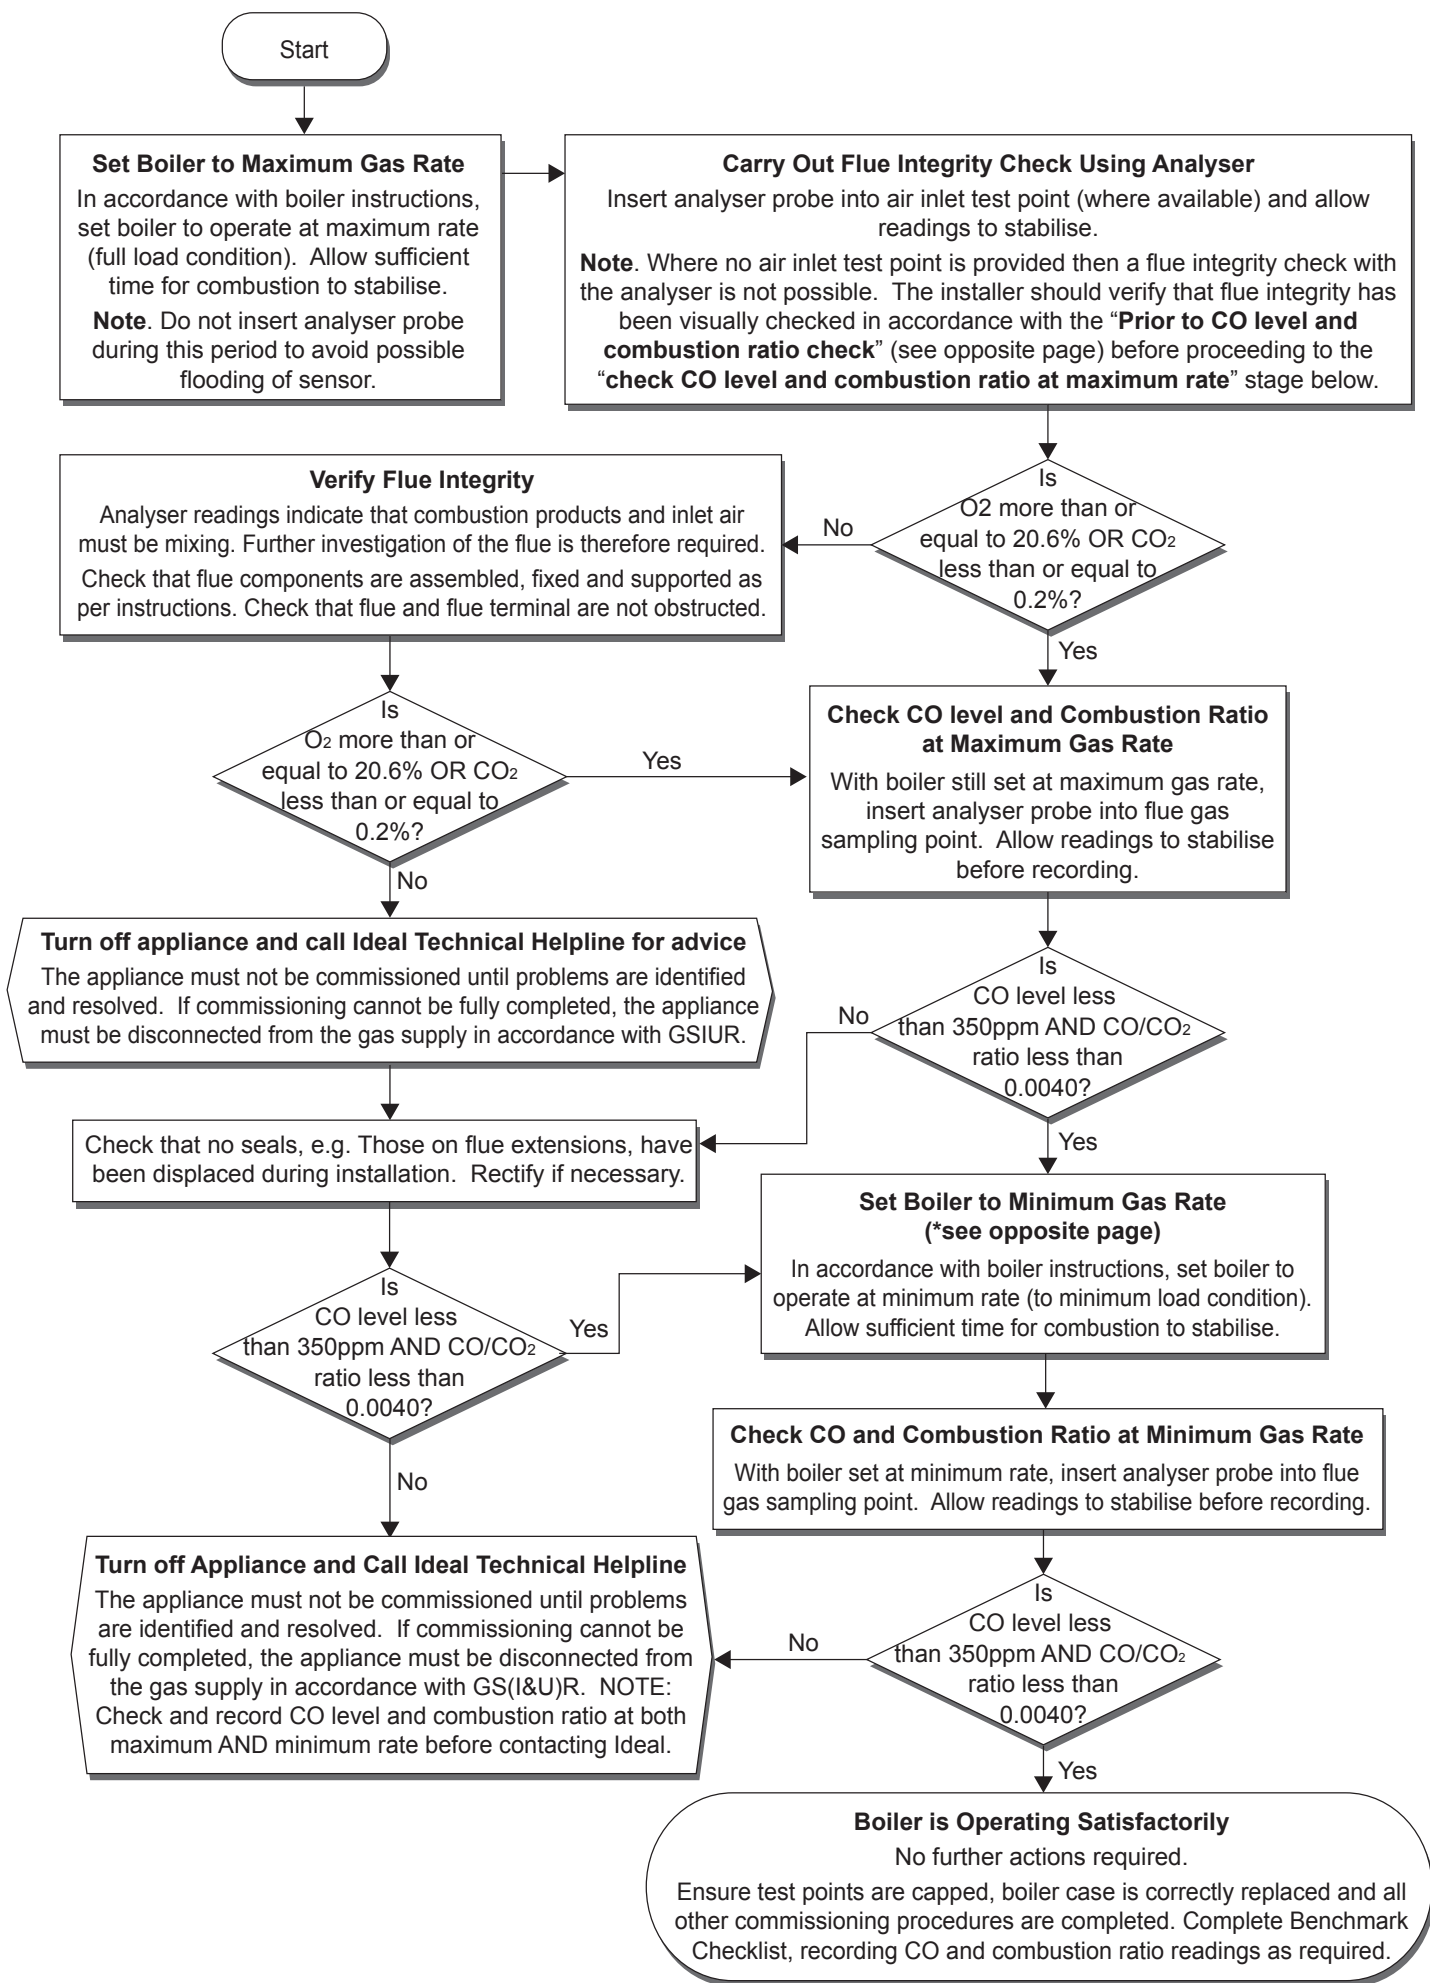 Start
Set Boiler to Maximum Gas Rate
In accordance with boiler instructions,
set boiler to operate at maximum rate
(full load condition).  Allow sufficient
time for combustion to stabilise.
Note. Do not insert analyser probe
during this period to avoid possible
flooding of sensor.
Carry Out Flue Integrity Check Using Analyser
Insert analyser probe into air inlet test point (where available) and allow
readings to stabilise.
Note. Where no air inlet test point is provided then a flue integrity check with
the analyser is not possible.  The installer should verify that flue integrity has
been visually checked in accordance with the “Prior to CO level and
combustion ratio check” (see opposite page) before proceeding to the
“check CO level and combustion ratio at maximum rate” stage below.
Is
O2 more than or
equal to 20.6% OR CO2
less than or equal to
0.2%?
No
Yes
Verify Flue Integrity
Analyser readings indicate that combustion products and inlet air
must be mixing. Further investigation of the flue is therefore required.
Check that flue components are assembled, fixed and supported as
per instructions. Check that flue and flue terminal are not obstructed.
Is
O2 more than or
equal to 20.6% OR CO2
less than or equal to
0.2%?
Yes
No
Check CO level and Combustion Ratio
at Maximum Gas Rate
With boiler still set at maximum gas rate,
insert analyser probe into flue gas
sampling point.  Allow readings to stabilise
before recording.
Turn off appliance and call Ideal Technical Helpline for advice
The appliance must not be commissioned until problems are identified
and resolved.  If commissioning cannot be fully completed, the appliance
must be disconnected from the gas supply in accordance with GSIUR.
Is
CO level less
than 350ppm AND CO/CO2
ratio less than
0.0040?
No
Yes
Check that no seals, e.g. Those on flue extensions, have
been displaced during installation.  Rectify if necessary.
Set Boiler to Minimum Gas Rate
(*see opposite page)
In accordance with boiler instructions, set boiler to
operate at minimum rate (to minimum load condition).
Allow sufficient time for combustion to stabilise.
Is
CO level less
than 350ppm AND CO/CO2
ratio less than
0.0040?
Yes
No
Check CO and Combustion Ratio at Minimum Gas Rate
With boiler set at minimum rate, insert analyser probe into flue
gas sampling point.  Allow readings to stabilise before recording.
Turn off Appliance and Call Ideal Technical Helpline
The appliance must not be commissioned until problems
are identified and resolved.  If commissioning cannot be
fully completed, the appliance must be disconnected from
the gas supply in accordance with GS(I&U)R.  NOTE:
Check and record CO level and combustion ratio at both
maximum AND minimum rate before contacting Ideal.
Is
CO level less
than 350ppm AND CO/CO2
ratio less than
0.0040?
No
Yes
Boiler is Operating Satisfactorily
No further actions required.
Ensure test points are capped, boiler case is correctly replaced and all
other commissioning procedures are completed. Complete Benchmark
Checklist, recording CO and combustion ratio readings as required.